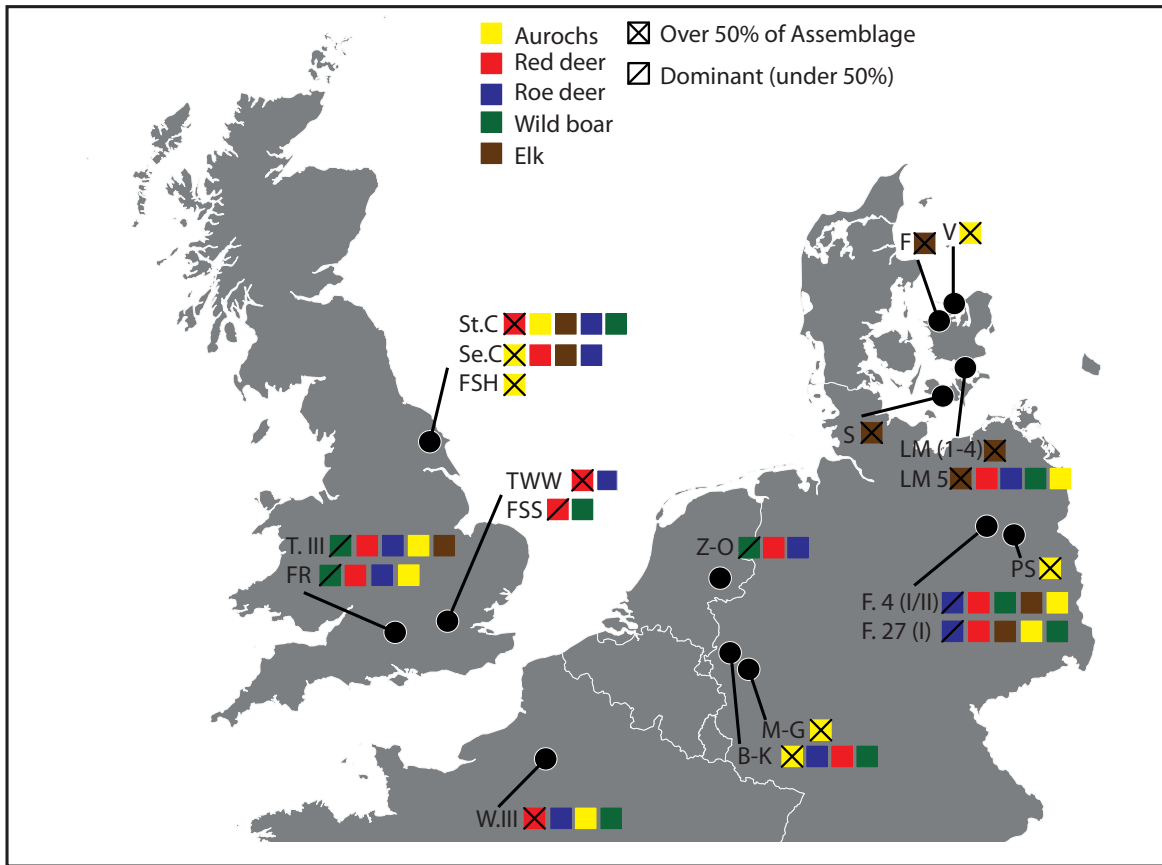 Aurochs
Over 50% of Assemblage
Red deer
Dominant (under 50%)
Roe deer
Wild boar
Elk
F
V
St.C
Se.C
FSH
S
LM (1-4)
LM 5
TWW
FSS
T. III
FR
Z-O
PS
F. 4 (I/II)
F. 27 (I)
M-G
B-K
W.III